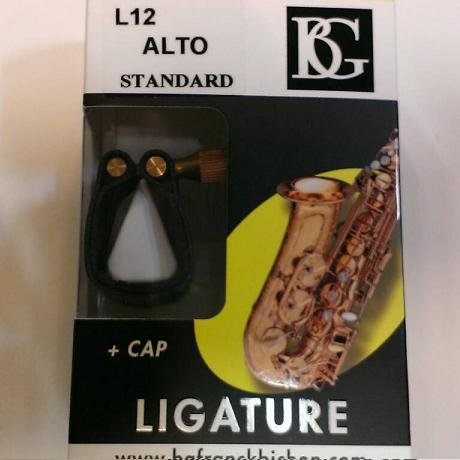 L12
ALTO
STANDARD
BG
+ CAP
LIGATURE